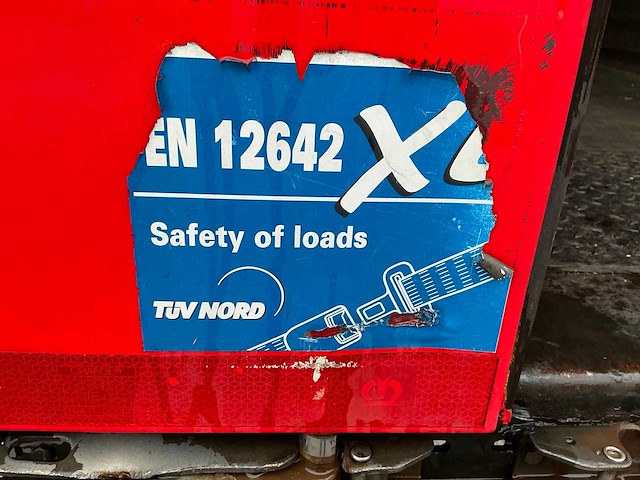 EN 12642 X
Safety of loads
TÜV NORD